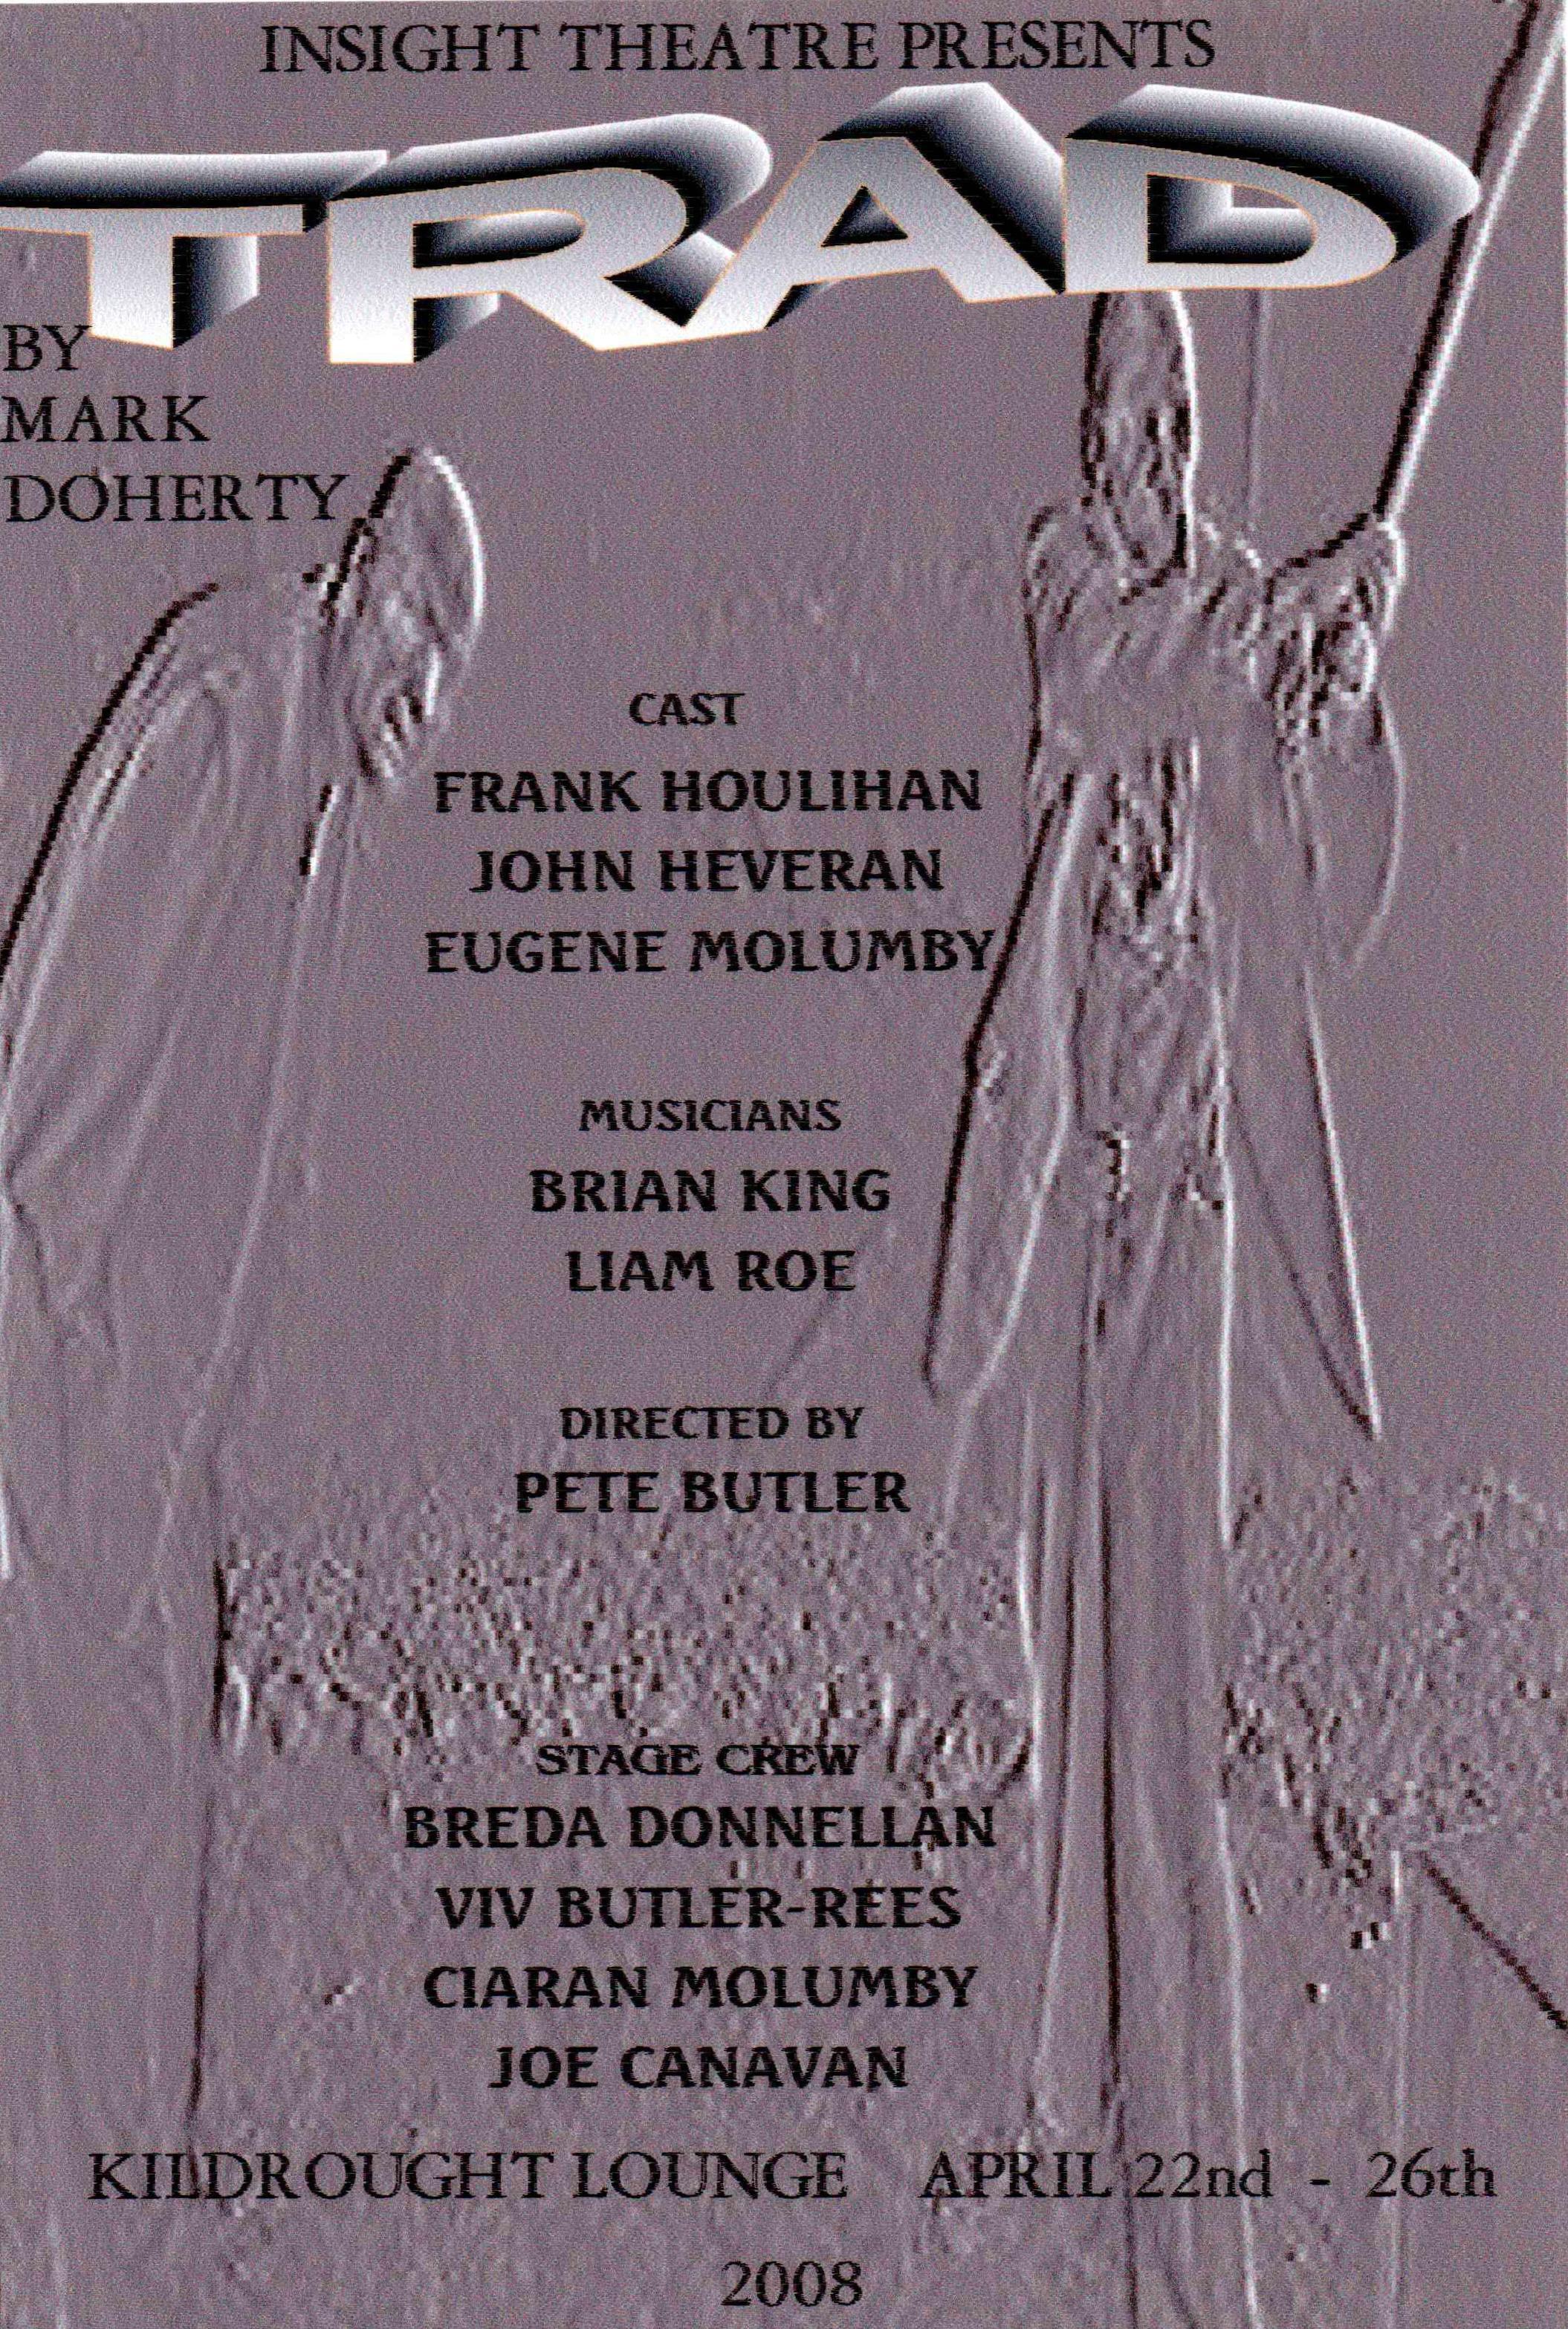 INSIGHT THEATRE PRESENTS
TRAD
BY
MARK
DOHERTY
CAST
FRANK HOULIHAN
JOHN HEVERAN
EUGENE MOLUMBY
MUSICIANS
BRIAN KING
LIAM ROE
DIRECTED BY
PETE BUTLER
STAGE CREW
BREDA DONNELLAN
VIV BUTLER-REES
CIARAN MOLUMBY
JOE CANAVAN
KILDROUGHT LOUNGE APRIL 22nd - 26th
2008